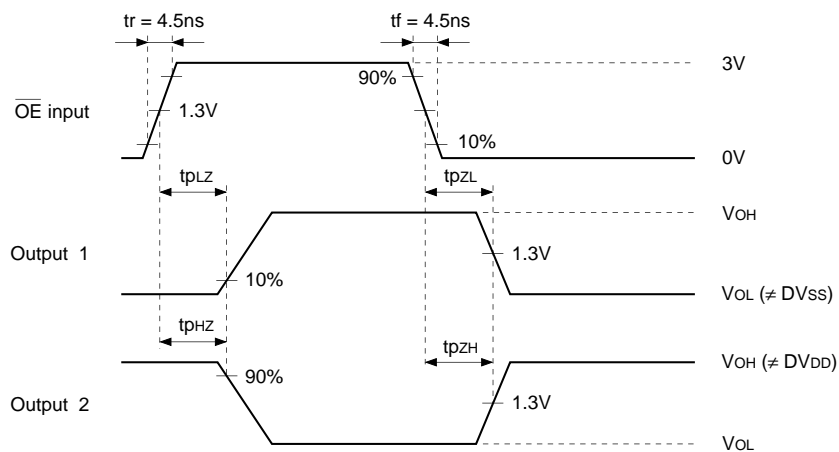 tr = 4.5ns
tf = 4.5ns
3V
90%
OE input
1.3V
10%
0V
tPLZ
tPZL
VOH
Output 1
1.3V
10%
VOL (≠ DVSS)
tPHZ
tPZH
VOH (≠ DVDD)
90%
Output 2
1.3V
VOL